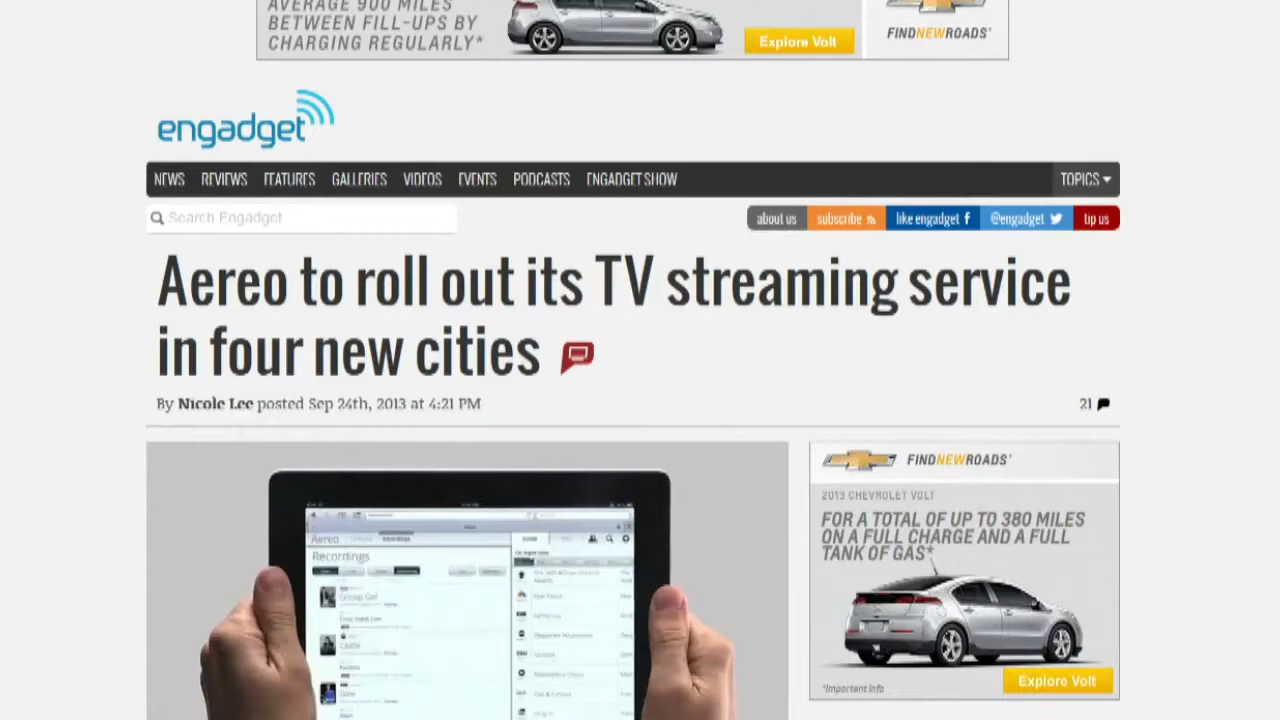 AVERAGE 900 MILES
BETWEEN FILL-UPS BY
CHARGING REGULARLY*
Explore Volt
FINDNEWROADS*
engadget
NEWS REVIEWS FEATURES GALLERIES VIDEOS EVENTS PODCASTS ENGADGET SHOW TOPICS
Search Engadget
about us subscribe like engadget f @engadget tip us
Aereo to roll out its TV streaming service
in four new cities
By Nicole Lee posted Sep 24th, 2013 at 4:21 PM
21
FINDNEWROADS*
2013 CHEVROLET VOLT
FOR A TOTAL OF UP TO 380 MILES
ON A FULL CHARGE AND A FULL
TANK OF GAS*
*Important Info
Explore Volt
Aereo
Recordings
Gossip Girl
Castle